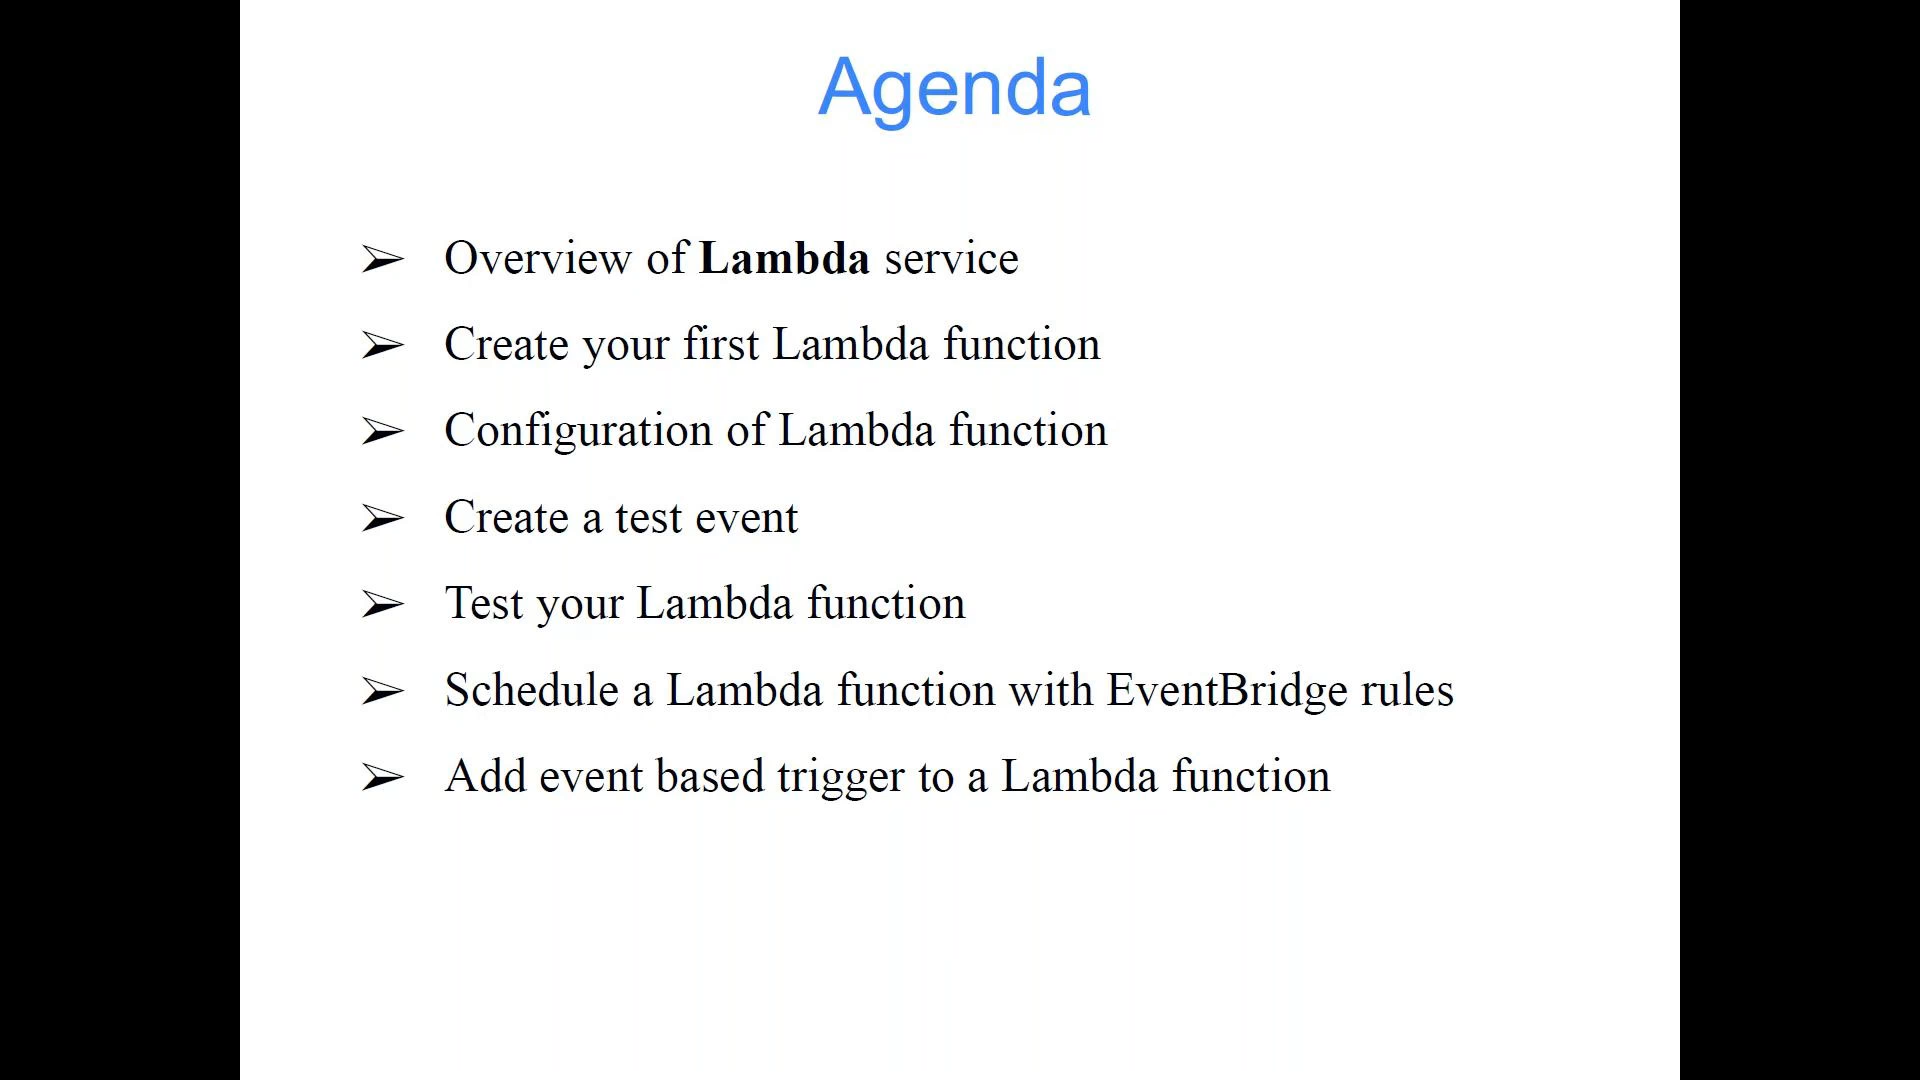 Agenda
➢ Overview of Lambda service
➢ Create your first Lambda function
➢ Configuration of Lambda function
➢ Create a test event
➢ Test your Lambda function
➢ Schedule a Lambda function with EventBridge rules
➢ Add event based trigger to a Lambda function